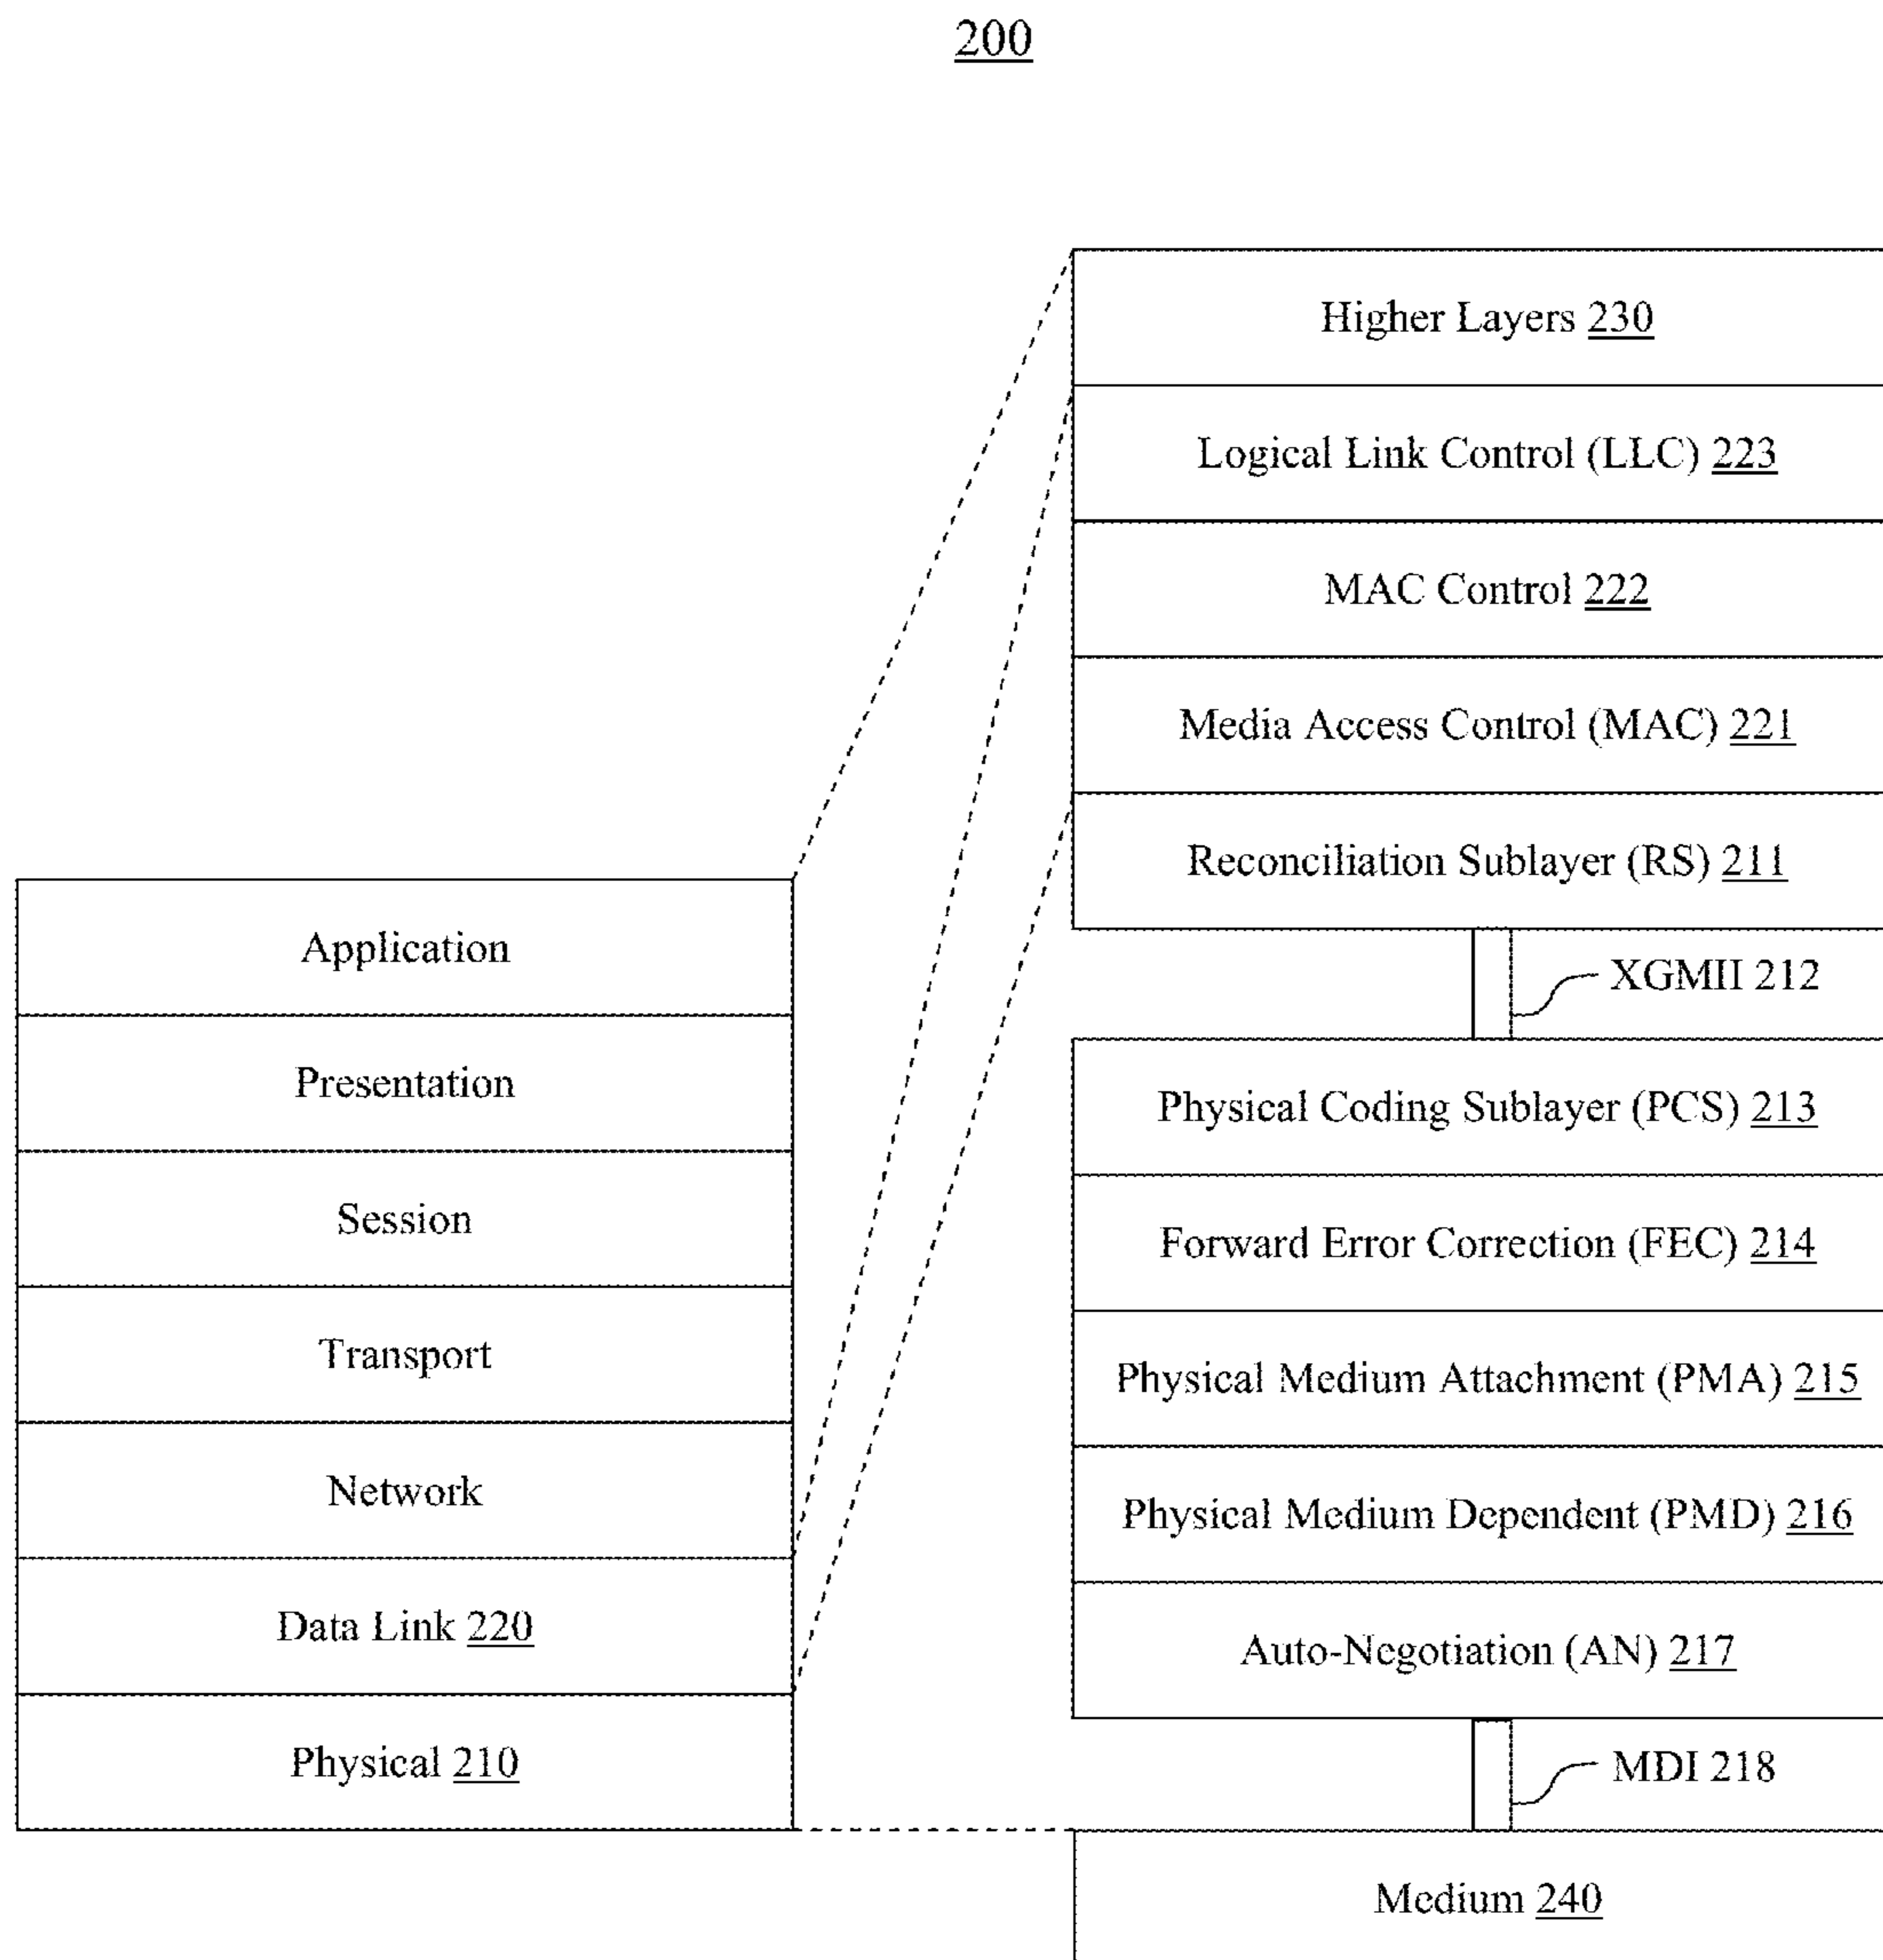 200
Application
Presentation
Session
Transport
Network
Data Link 220
Physical 210
Higher Layers 230
Logical Link Control (LLC) 223
MAC Control 222
Media Access Control (MAC) 221
Reconciliation Sublayer (RS) 211
XGMII 212
Physical Coding Sublayer (PCS) 213
Forward Error Correction (FEC) 214
Physical Medium Attachment (PMA) 215
Physical Medium Dependent (PMD) 216
Auto-Negotiation (AN) 217
MDI 218
Medium 240